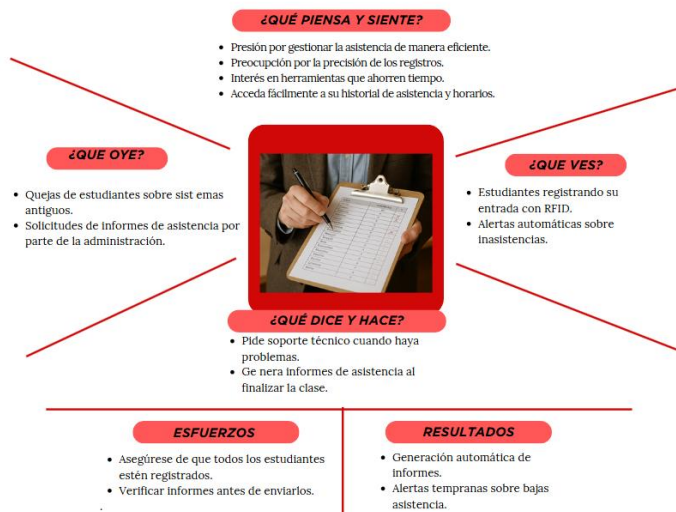 ¿QUÉ PIENSA Y SIENTE?
• Presión por gestionar la asistencia de manera eficiente.
• Preocupación por la precisión de los registros.
• Interés en herramientas que ahorren tiempo.
• Acceda fácilmente a su historial de asistencia y horarios.
¿QUE OYE?
• Quejas de estudiantes sobre sist emas
antiguos.
• Solicitudes de informes de asistencia por
parte de la administración.
¿QUE VES?
• Estudiantes registrando su
entrada con RFID.
• Alertas automáticas sobre
inasistencias.
¿QUÉ DICE Y HACE?
• Pide soporte técnico cuando haya
problemas.
• Ge nera informes de asistencia al
finalizar la clase.
ESFUERZOS
• Asegúrese de que todos los estudiantes
estén registrados.
• Verificar informes antes de enviarlos.
.
RESULTADOS
• Generación automática de
informes.
• Alertas tempranas sobre bajas
asistencia.